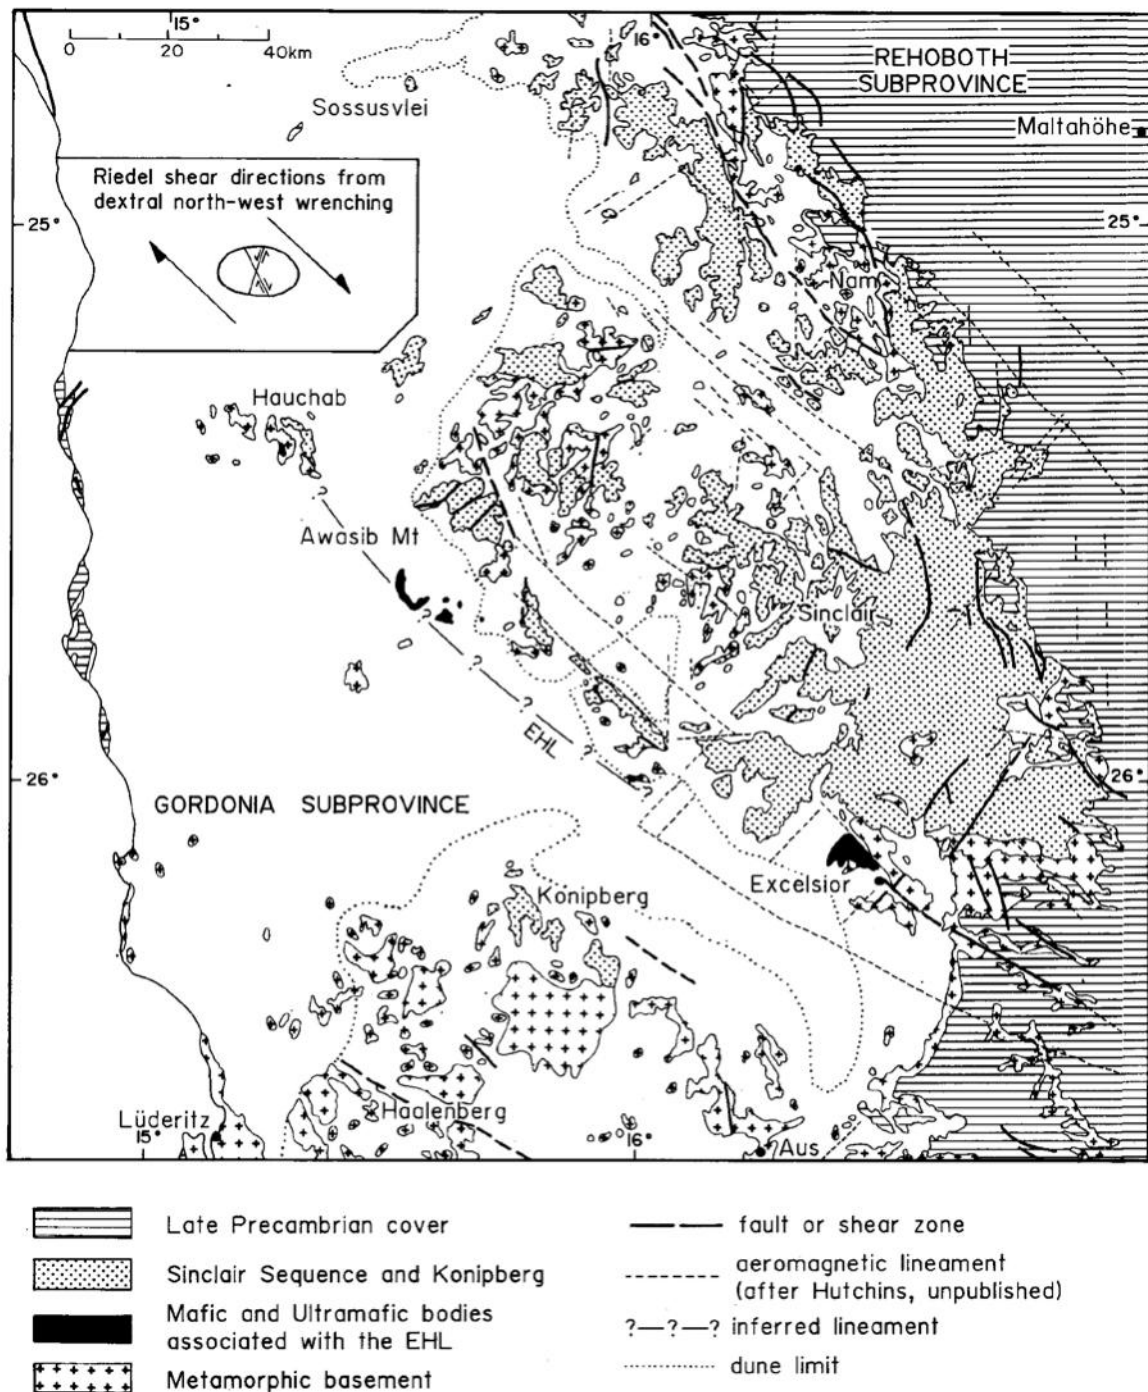 15°
0 20 40km
16°
REHOBOTH
SUBPROVINCE
Sossusvlei
Maltahöhe
Riedel shear directions from
dextral north-west wrenching
25°
25°
Nam
Hauchab
?
Awasib Mt
?
Sinclair
?
?
EHL
?
?
26°
26°
GORDONIA SUBPROVINCE
Excelsior
Konipberg
Haalenberg
Lüderitz
15°
16°
Aus
Late Precambrian cover
Sinclair Sequence and Konipberg
Mafic and Ultramafic bodies
associated with the EHL
Metamorphic basement
fault or shear zone
aeromagnetic lineament
(after Hutchins, unpublished)
?—?—? inferred lineament
dune limit